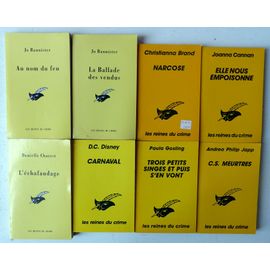 Jo Bannister
Au nom du feu
Jo Bannister
La Ballade
des vendus
Christianna Brand
NARCOSE
les reines du crime
Joanna Cannan
ELLE NOUS
EMPOISONNE
les reines du crime
Danielle Charest
L'échafaudage
D.C. Disney
CARNAVAL
les reines du crime
Paula Gosling
TROIS PETITS
SINGES ET PUIS
S'EN VONT
les reines du crime
Andrea Philip Japp
C.S. MEURTRES
les reines du crime